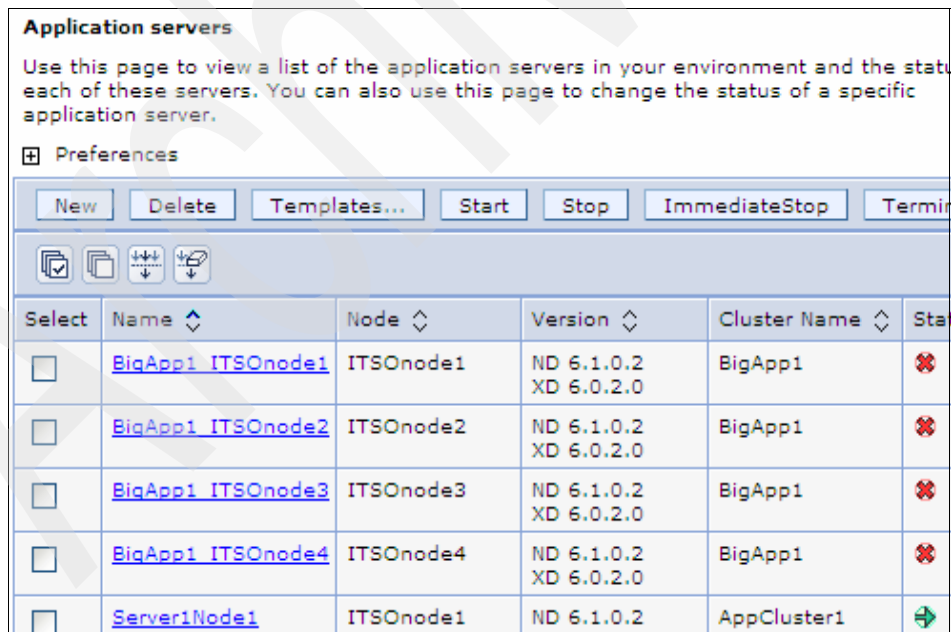 Application servers
Use this page to view a list of the application servers in your environment and the statu
each of these servers. You can also use this page to change the status of a specific
application server.
Preferences
New Delete Templates... Start Stop ImmediateStop Termin
Select Name Node Version Cluster Name Stat
BigApp1_ITSOnode1 ITSOnode1 ND 6.1.0.2 BigApp1
XD 6.0.2.0
BigApp1_ITSOnode2 ITSOnode2 ND 6.1.0.2 BigApp1
XD 6.0.2.0
BigApp1_ITSOnode3 ITSOnode3 ND 6.1.0.2 BigApp1
XD 6.0.2.0
BigApp1_ITSOnode4 ITSOnode4 ND 6.1.0.2 BigApp1
XD 6.0.2.0
Server1Node1 ITSOnode1 ND 6.1.0.2 AppCluster1